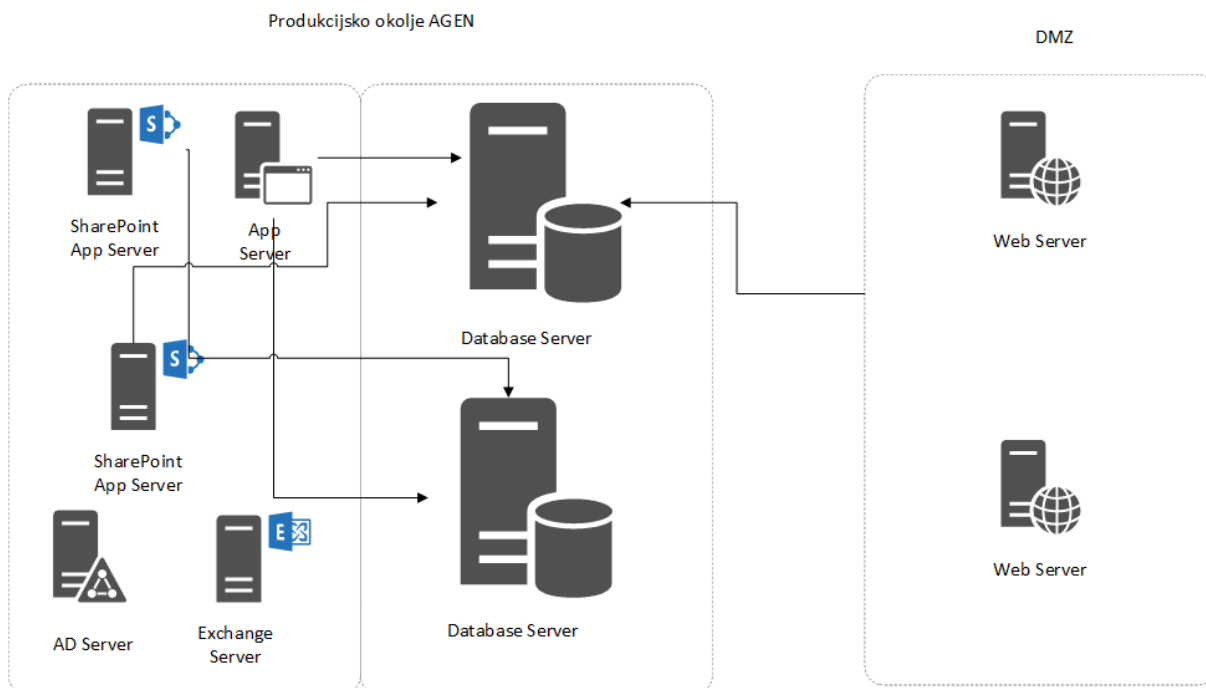 Produkcijsko okolje AGEN
DMZ
SharePoint
App Server
App
Server
Web Server
Database Server
SharePoint
App Server
AD Server
Exchange
Server
Database Server
Web Server
S
S
E